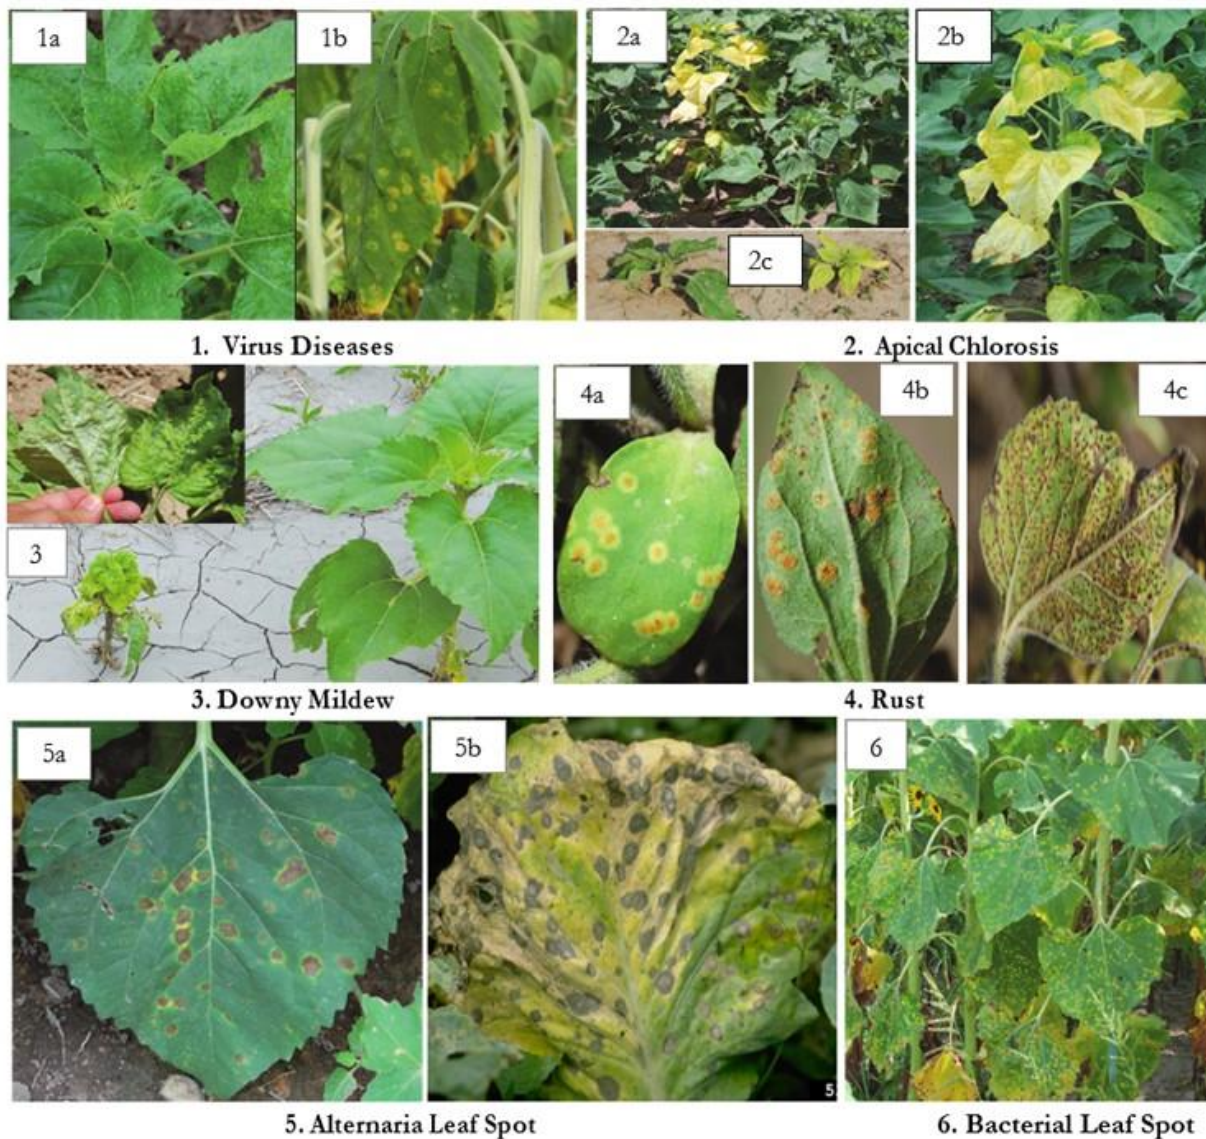 1a
1b
2a
2b
2c
1. Virus Diseases
2. Apical Chlorosis
3
4a
4b
4c
3. Downy Mildew
4. Rust
5a
5b
6
5.
5. Alternaria Leaf Spot
6. Bacterial Leaf Spot